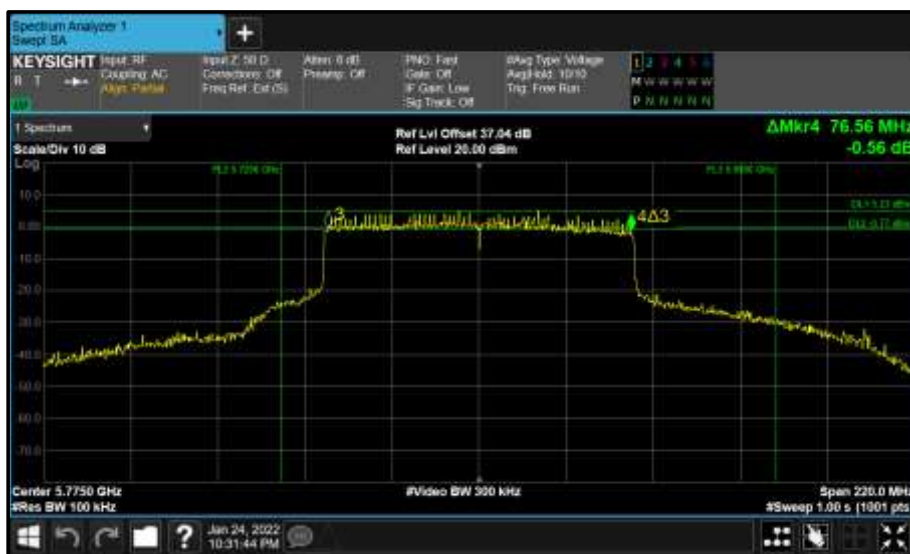 Spectrum Analyzer 1
Swept SA
KEYSIGHT Input: RF
R T
Coupling: AC
Align: Partial
Input Z: 50 Ω
Corrections: Off
Freq Ref: Ext (S)
Atten: 0 dB
Preamp: Off
PNO: Fast
Gate: Off
IF Gain: Low
Sig Track: Off
#Avg Type: Voltage
Avg|Hold: 10/10
Trig: Free Run
1 2 3 4 5 6
M W W W W W
P N N N N N
1 Spectrum
Scale/Div 10 dB
Ref Lvl Offset 37.04 dB
Ref Level 20.00 dBm
ΔMkr4 76.56 MHz
-0.56 dB
Log
10.0
0.00
-10.0
-20.0
-30.0
-40.0
-50.0
-60.0
-70.0
3
4Δ3
Center 5.7750 GHz
#Res BW 100 kHz
#Video BW 300 kHz
Span 220.0 MHz
#Sweep 1.00 s (1001 pts)
Jan 24, 2022
10:31:44 PM